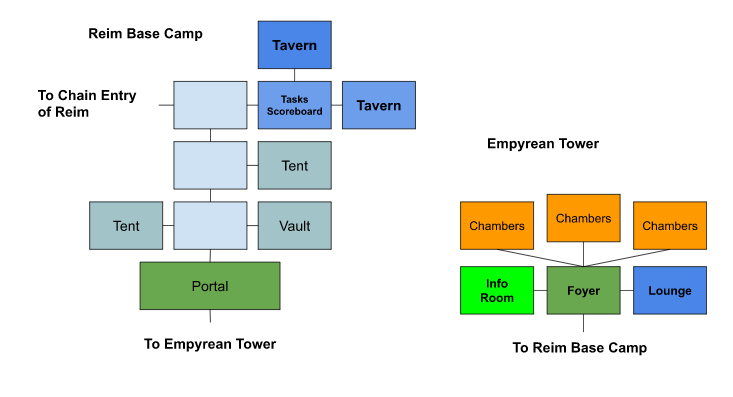 Reim Base Camp
Tavern
To Chain Entry
of Reim
Tasks
Scoreboard
Tavern
Tent
Tent
Vault
Portal
To Empyrean Tower
Empyrean Tower
Chambers
Chambers
Chambers
Info
Room
Foyer
Lounge
To Reim Base Camp